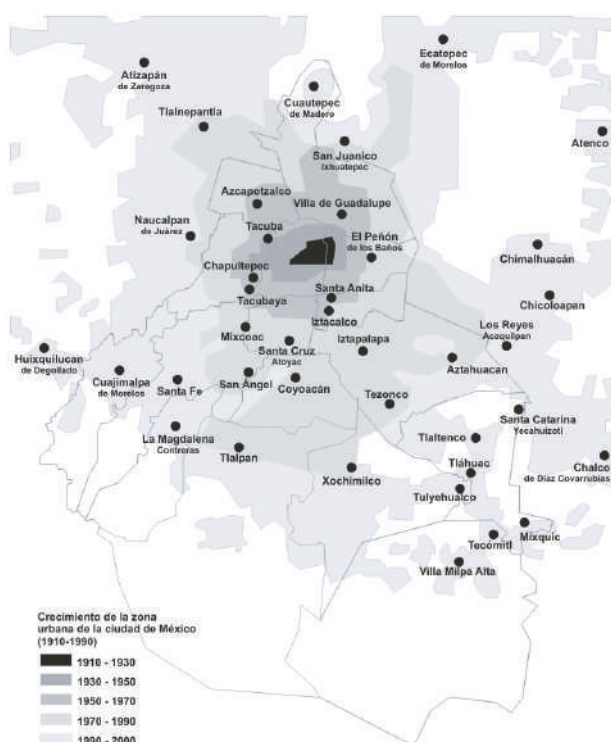 Ecatepec
de Morelos
Atizapán
de Zaragoza
Cuautepec
de Madero
Tlalnepantla
Atenco
San Juanico
Ixhuatepec
Azcapotzalco
Villa de Guadalupe
Naucalpan
de Juárez
Tacuba
El Peñón
de los Baños
Chimalhuacán
Chapultepec
Tacubaya
Santa Anita
Chicoloapan
Iztacalco
Mixcoac
Los Reyes
Acaquilpan
Santa Cruz
Atoyac
Iztapalapa
Huixquilucan
de Degollado
Aztahuacan
Cuajimalpa
de Morelos
Santa Fe
San Ángel
Coyoacán
Tezonco
Santa Catarina
Yecahuizotl
La Magdalena
Contreras
Tlaltenco
Tlalpan
Tláhuac
Chalco
de Díaz Covarrubias
Xochimilco
Tulyehualco
Mixquic
Tecómitl
Villa Milpa Alta
Crecimiento de la zona
urbana de la ciudad de México
(1910-1990)
1910 - 1930
1930 - 1950
1950 - 1970
1970 - 1990
1990 - 2000